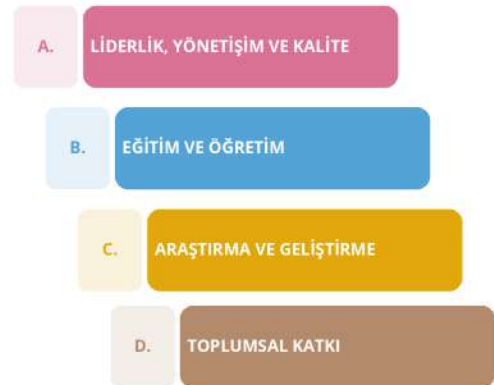 A. LİDERLİK, YÖNETİŞİM VE KALİTE
B. EĞİTİM VE ÖĞRETİM
C. ARAŞTIRMA VE GELİŞTİRME
D. TOPLUMSAL KATKI